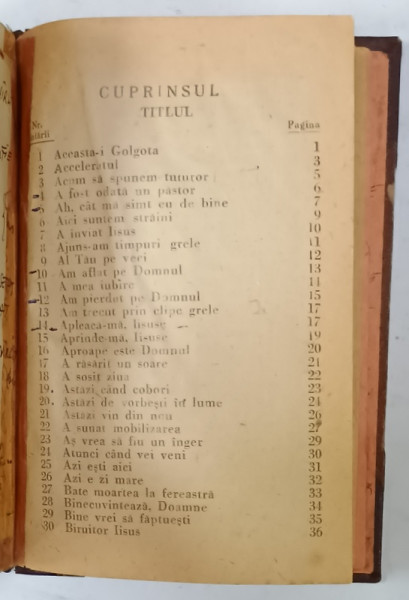 CUPRINSUL
TITLUL
Nr. Pagina
1 Aceasta-i Golgota 1
2 Acceleratul 3
3 Acum să spunem tuturor 5
4 A fost odată un păstor 6
5 Ah, cât mă simt eu de bine 7
6 Aici suntem străini 9
7 A înviat Iisus 10
8 Ajuns-am timpuri grele 11
9 Al Tău pe veci 12
10 Am aflat pe Domnul 13
11 A mea iubire 14
12 Am pierdut pe Domnul 15
13 Am trecut prin clipe grele 17
14 Apleacă-mă, Iisuse 17
15 Aprinde-mă, Iisuse 19
16 Aproape este Domnul 20
17 A răsărit un soare 21
18 A sosit ziua 22
19 Astăzi când cobori 23
20 Astăzi de vorbești în lume 24
21 Astăzi vin din nou 26
22 A sunat mobilizarea 27
23 Aș vrea să fiu un înger 29
24 Atunci când vei veni 30
25 Azi ești aici 31
26 Azi e zi mare 32
27 Bate moartea la fereastră 33
28 Binecuvintează, Doamne 34
29 Bine vrei să făptuești 35
30 Biruitor Iisus 36